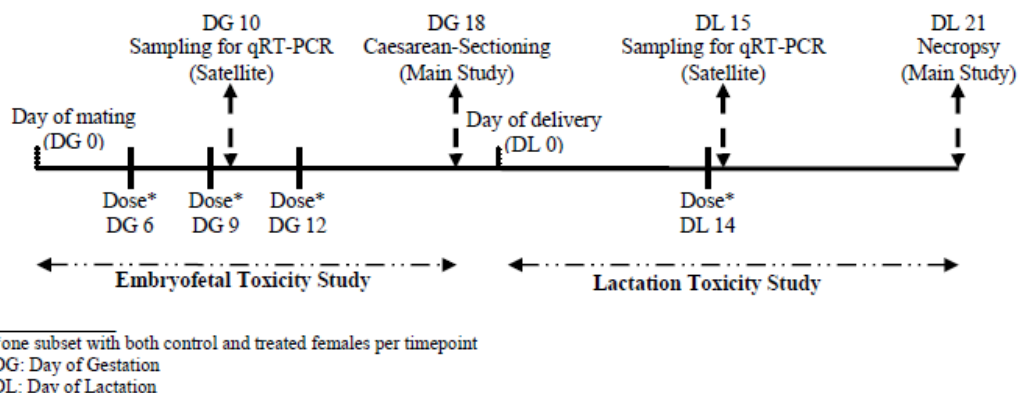 DG 10
Sampling for qRT-PCR
(Satellite)
DG 18
Caesarean-Sectioning
(Main Study)
DL 15
Sampling for qRT-PCR
(Satellite)
DL 21
Necropsy
(Main Study)
Day of mating
(DG 0)
Day of delivery
(DL 0)
Dose*
DG 6
Dose*
DG 9
Dose*
DG 12
Dose*
DL 14
Embryofetal Toxicity Study
Lactation Toxicity Study
*one subset with both control and treated females per timepoint
DG: Day of Gestation
DL: Day of Lactation